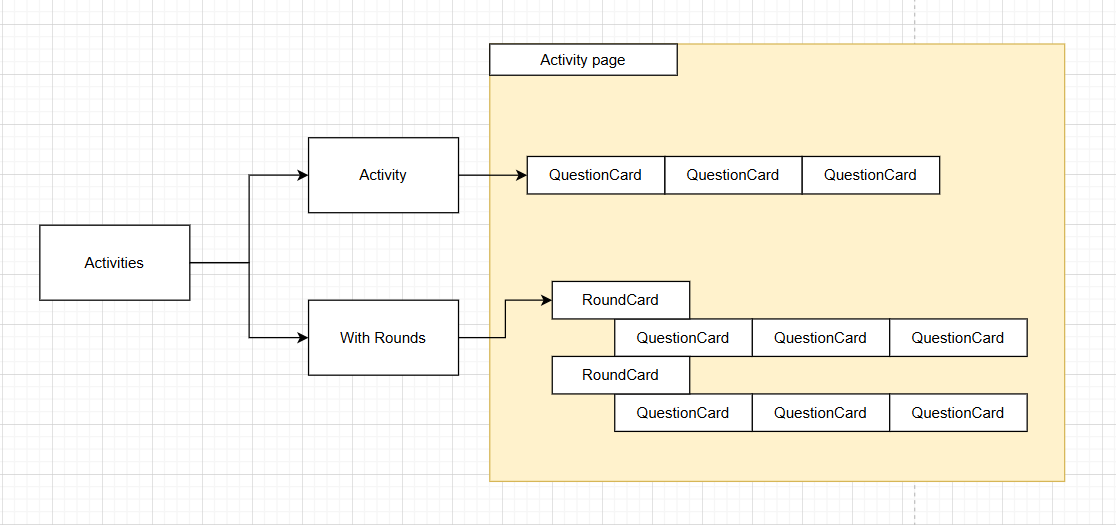 Activity page
Activity
QuestionCard QuestionCard QuestionCard
Activities
RoundCard
With Rounds
QuestionCard QuestionCard QuestionCard
RoundCard
QuestionCard QuestionCard QuestionCard